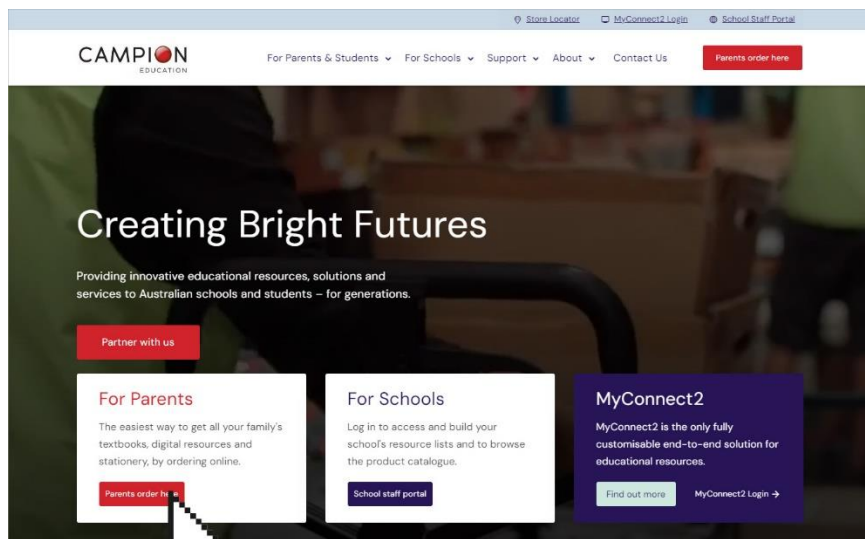 Store Locator MyConnect2 Login School Staff Portal
CAMPION
EDUCATION
For Parents & Students For Schools Support About Contact Us Parents order here
Creating Bright Futures
Providing innovative educational resources, solutions and
services to Australian schools and students – for generations.
Partner with us
For Parents
The easiest way to get all your family's
textbooks, digital resources and
stationery, by ordering online.
Parents order here
For Schools
Log in to access and build your
school's resource lists and to browse
the product catalogue.
School staff portal
MyConnect2
MyConnect2 is the only fully
customisable end-to-end solution for
educational resources.
Find out more MyConnect2 Login →